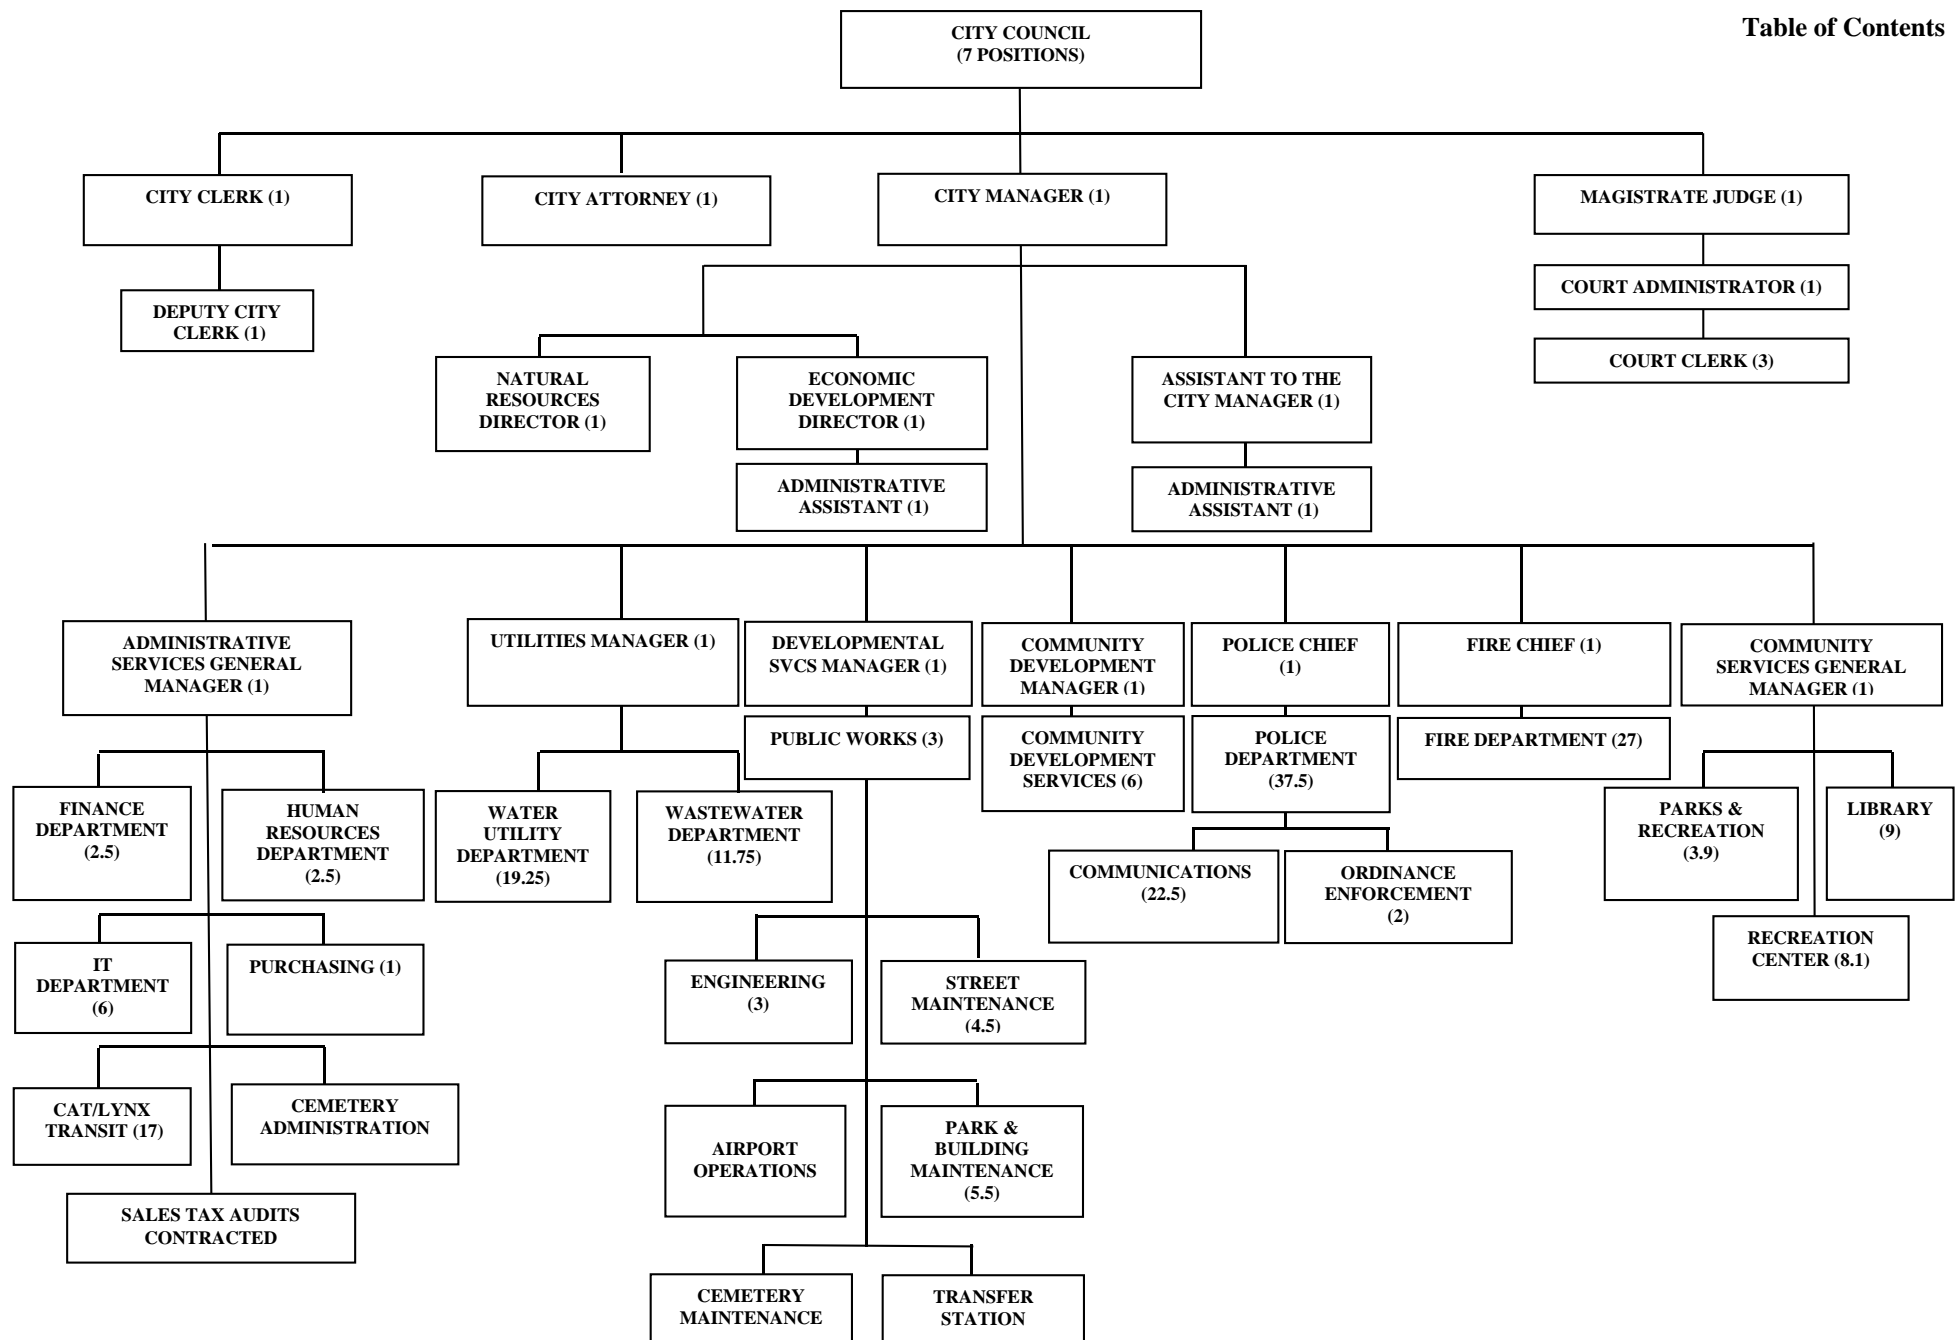 Table of Contents
CITY COUNCIL
(7 POSITIONS)
CITY CLERK (1)
CITY ATTORNEY (1)
CITY MANAGER (1)
MAGISTRATE JUDGE (1)
DEPUTY CITY
CLERK (1)
COURT ADMINISTRATOR (1)
COURT CLERK (3)
NATURAL
RESOURCES
DIRECTOR (1)
ECONOMIC
DEVELOPMENT
DIRECTOR (1)
ASSISTANT TO THE
CITY MANAGER (1)
ADMINISTRATIVE
ASSISTANT (1)
ADMINISTRATIVE
ASSISTANT (1)
ADMINISTRATIVE
SERVICES GENERAL
MANAGER (1)
UTILITIES MANAGER (1)
DEVELOPMENTAL
SVCS MANAGER (1)
COMMUNITY
DEVELOPMENT
MANAGER (1)
POLICE CHIEF
(1)
FIRE CHIEF (1)
COMMUNITY
SERVICES GENERAL
MANAGER (1)
PUBLIC WORKS (3)
COMMUNITY
DEVELOPMENT
SERVICES (6)
POLICE
DEPARTMENT
(37.5)
FIRE DEPARTMENT (27)
FINANCE
DEPARTMENT
(2.5)
HUMAN
RESOURCES
DEPARTMENT
(2.5)
WATER
UTILITY
DEPARTMENT
(19.25)
WASTEWATER
DEPARTMENT
(11.75)
PARKS &
RECREATION
(3.9)
LIBRARY
(9)
COMMUNICATIONS
(22.5)
ORDINANCE
ENFORCEMENT
(2)
IT
DEPARTMENT
(6)
PURCHASING (1)
ENGINEERING
(3)
STREET
MAINTENANCE
(4.5)
RECREATION
CENTER (8.1)
CAT/LYNX
TRANSIT (17)
CEMETERY
ADMINISTRATION
AIRPORT
OPERATIONS
PARK &
BUILDING
MAINTENANCE
(5.5)
SALES TAX AUDITS
CONTRACTED
CEMETERY
MAINTENANCE
TRANSFER
STATION